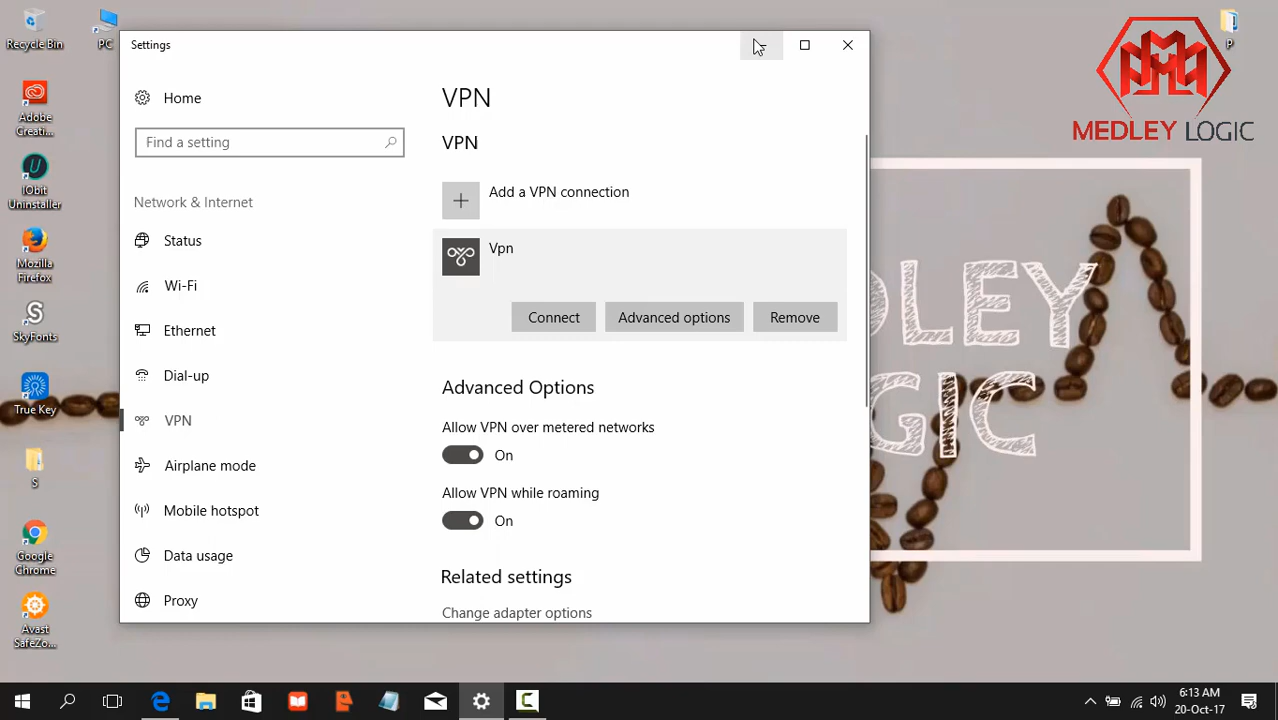 Recycle Bin
PC
Adobe
Creati...
IObit
Uninstaller
Mozilla
Firefox
SkyFonts
True Key
S
Google
Chrome
Avast
SafeZo...
Settings
Home
Find a setting
Network & Internet
Status
Wi-Fi
Ethernet
Dial-up
VPN
Airplane mode
Mobile hotspot
Data usage
Proxy
VPN
VPN
Add a VPN connection
Vpn
Connect
Advanced options
Remove
Advanced Options
Allow VPN over metered networks
On
Allow VPN while roaming
On
Related settings
Change adapter options
P
MEDLEY LOGIC
DLEY
GIC
6:13 AM
20-Oct-17